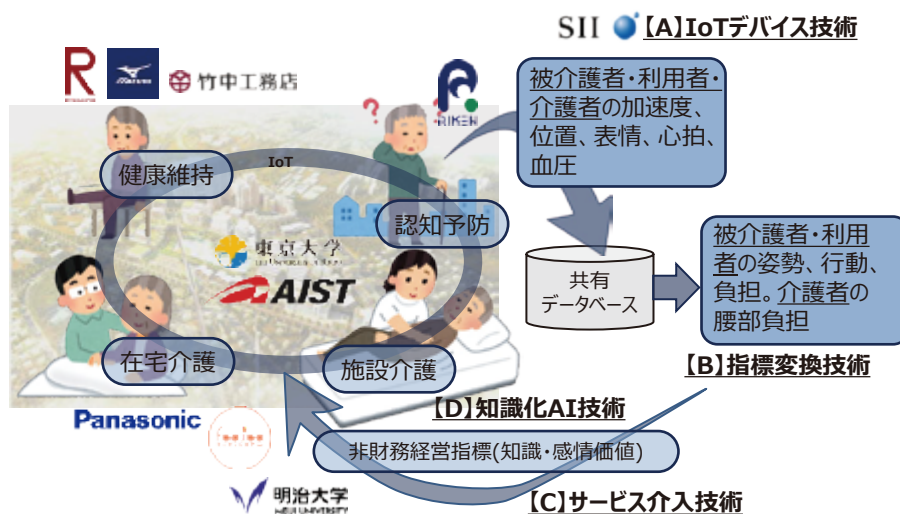 SII 【A】IoTデバイス技術
R
MIZUNO
竹中工務店
RIKEN
? ?
被介護者・利用者・
介護者の加速度、
位置、表情、心拍、
血圧
IoT
健康維持
認知予防
東京大学
AIST
共有
データベース
被介護者・利用
者の姿勢、行動、
負担。介護者の
腰部負担
在宅介護
施設介護
【B】指標変換技術
Panasonic
【D】知識化AI技術
非財務経営指標(知識・感情価値)
明治大学
MEIJI UNIVERSITY
【C】サービス介入技術